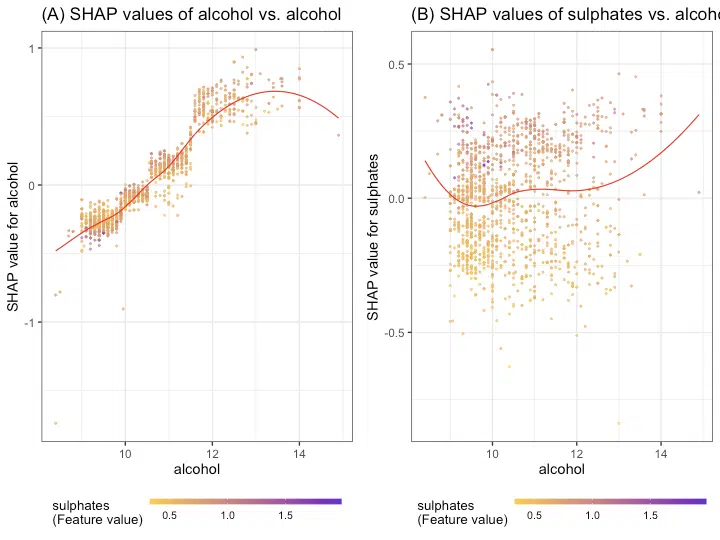 (A) SHAP values of alcohol vs. alcohol
SHAP value for alcohol
1
0
-1
10 12 14
alcohol
sulphates
(Feature value)
0.5 1.0 1.5
(B) SHAP values of sulphates vs. alcoho
SHAP value for sulphates
0.5
0.0
-0.5
10 12 14
alcohol
sulphates
(Feature value)
0.5 1.0 1.5